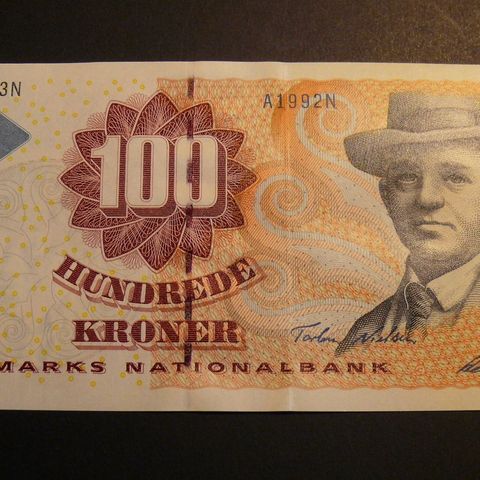 3N
A1992N
100
HUNDREDE
KRONER
MARKS NATIONALBANK